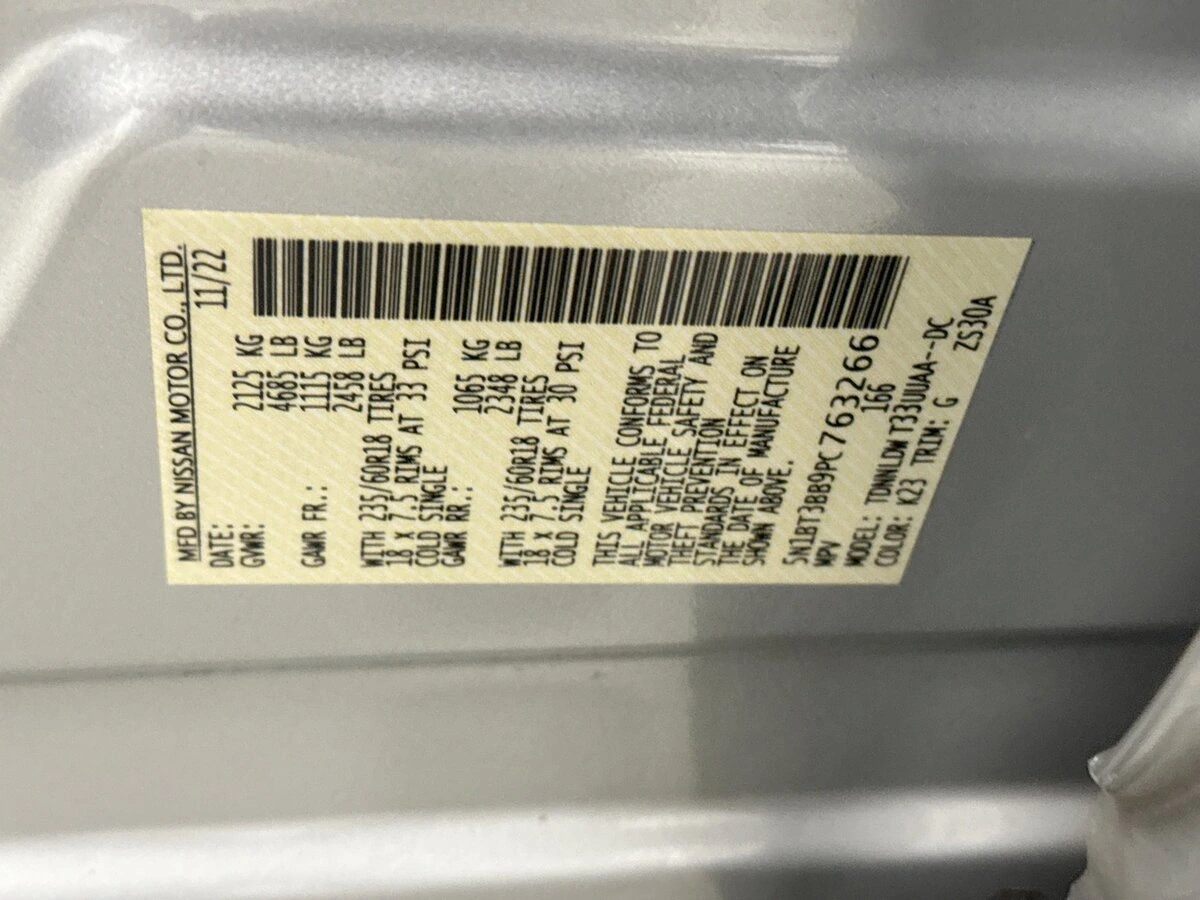 MFD BY NISSAN MOTOR CO., LTD.
DATE: 11/22
GVWR: 2125 KG
4685 LB
GAWR FR.: 1115 KG
2458 LB
WITH 235/60R18 TIRES
18 X 7.5 RIMS AT 33 PSI
COLD SINGLE
GAWR RR.: 1065 KG
2348 LB
WITH 235/60R18 TIRES
18 X 7.5 RIMS AT 30 PSI
COLD SINGLE
THIS VEHICLE CONFORMS TO
ALL APPLICABLE FEDERAL
MOTOR VEHICLE SAFETY AND
THEFT PREVENTION
STANDARDS IN EFFECT ON
THE DATE OF MANUFACTURE
SHOWN ABOVE.
5N1BT3BB9PC763266
MPV 166
MODEL: TDNNLDWT33UUAA--DC
COLOR: K23 TRIM: G ZS30A